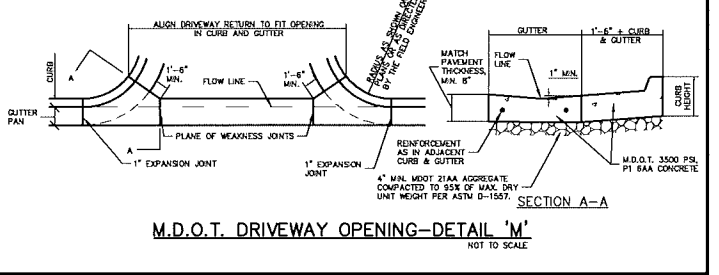 ALIGN DRIVEWAY RETURN TO FIT OPENING
IN CURB AND GUTTER
RADIUS AS SHOWN ON
PLANS OR AS DIRECTED
BY THE FIELD ENGINEER
CURB
A
1'-6"
MIN.
FLOW LINE
1'-6"
MIN.
GUTTER
PAN
PLANE OF WEAKNESS JOINTS
A
1" EXPANSION JOINT
1" EXPANSION
JOINT
GUTTER
1'-6" + CURB
& GUTTER
MATCH
PAVEMENT
THICKNESS,
MIN. 8"
FLOW
LINE
1" MIN.
CURB
HEIGHT
REINFORCEMENT
AS IN ADJACENT
CURB & GUTTER
M.D.O.T. 3500 PSI,
P1 6AA CONCRETE
4" MIN. MDOT 21AA AGGREGATE
COMPACTED TO 95% OF MAX. DRY
UNIT WEIGHT PER ASTM D-1557.
SECTION A-A
M.D.O.T. DRIVEWAY OPENING-DETAIL 'M'
NOT TO SCALE